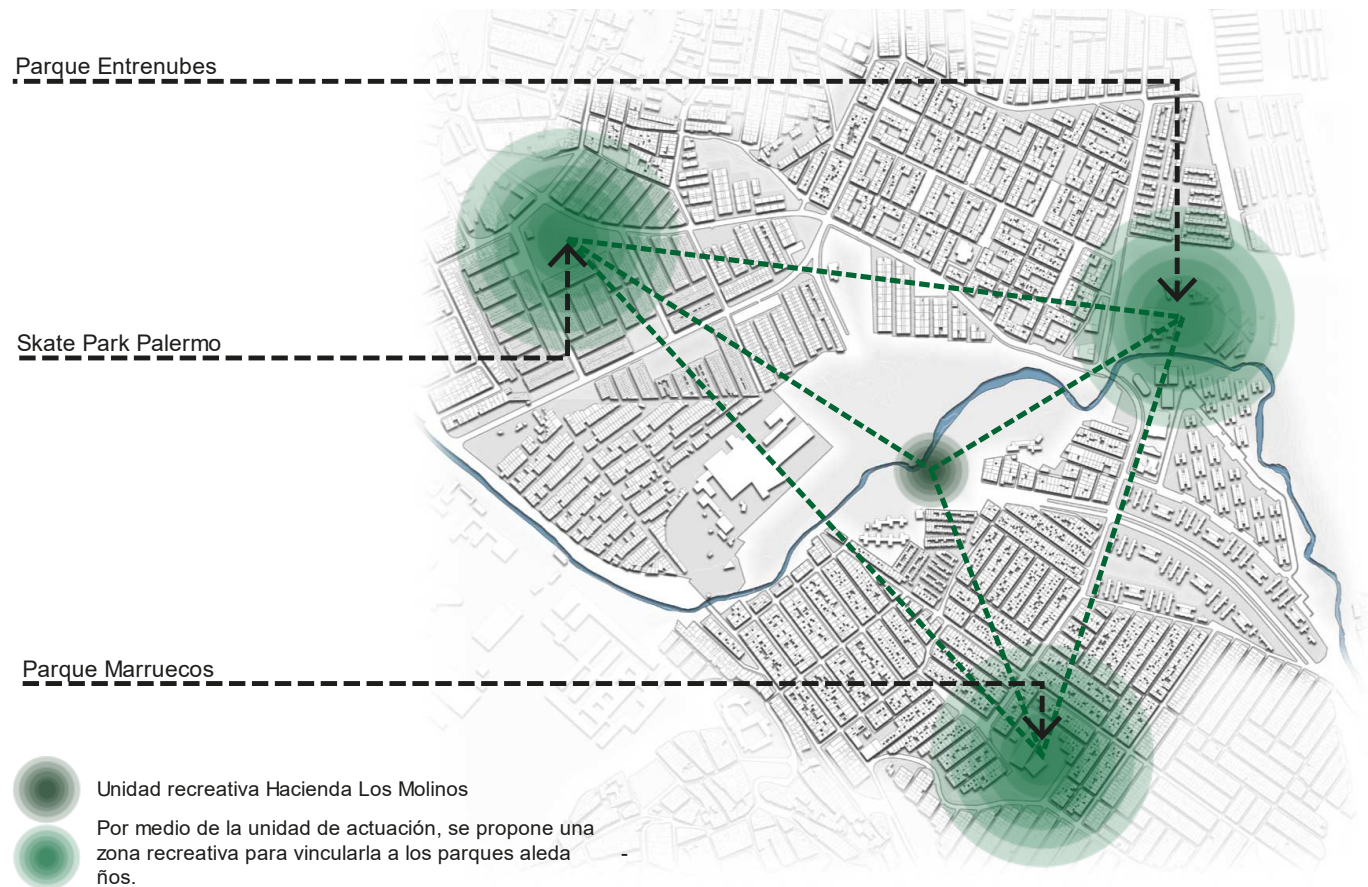 Parque Entrenubes
Skate Park Palermo
Parque Marruecos
Unidad recreativa Hacienda Los Molinos
Por medio de la unidad de actuación, se propone una
zona recreativa para vincularla a los parques aleda -
ños.